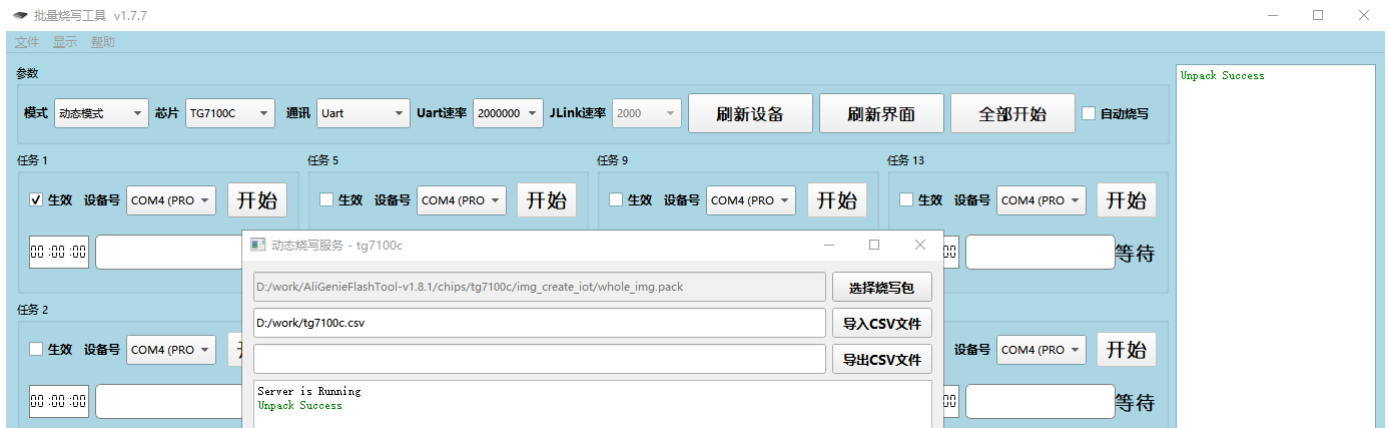 批量烧写工具 v1.7.7
文件 显示 帮助
参数
模式 动态模式 芯片 TG7100C 通讯 Uart Uart速率 2000000 JLink速率 2000 刷新设备 刷新界面 全部开始 自动烧写
Unpack Success
任务 1 任务 5 任务 9 任务 13
生效 设备号 COM4 (PRO 开始 生效 设备号 COM4 (PRO 开始 生效 设备号 COM4 (PRO 开始 生效 设备号 COM4 (PRO 开始
00:00:00 00 等待
动态烧写服务 - tg7100c
D:/work/AliGenieFlashTool-v1.8.1/chips/tg7100c/img_create_iot/whole_img.pack 选择烧写包
D:/work/tg7100c.csv 导入CSV文件
导出CSV文件
Server is Running
Unpack Success
任务 2
生效 设备号 COM4 (PRO 设备号 COM4 (PRO 开始
00:00:00 00 等待